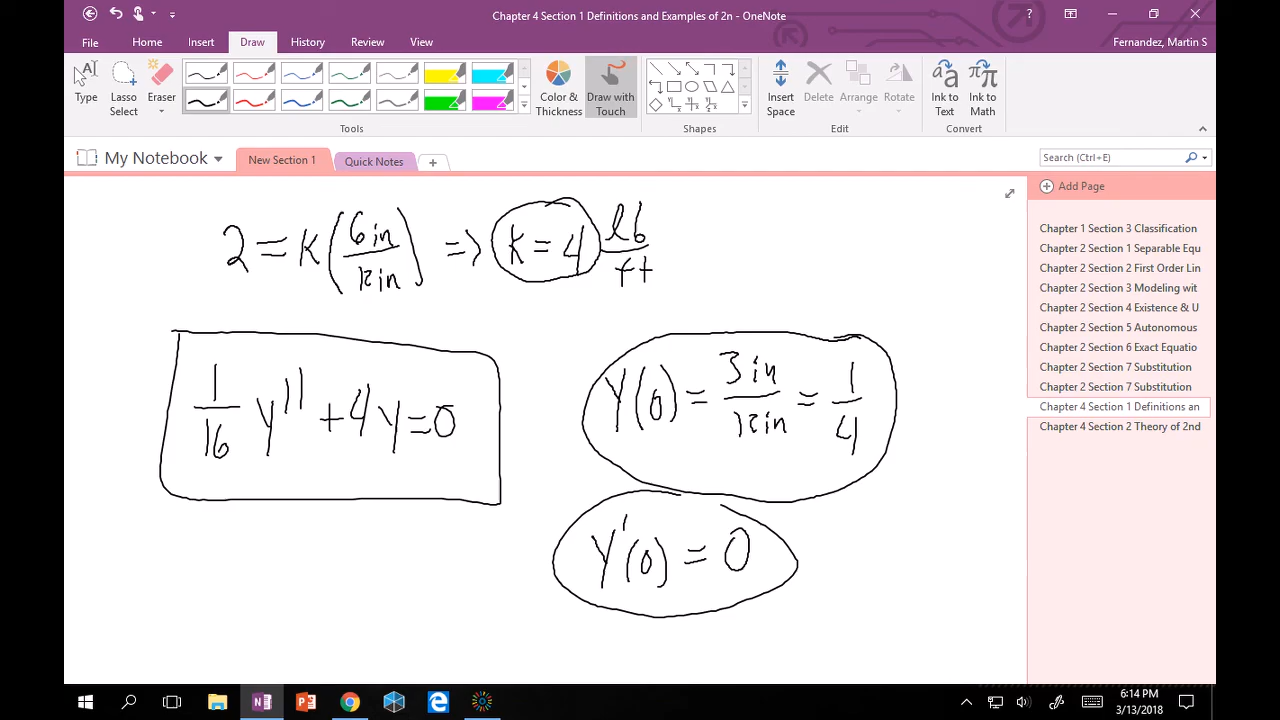 Chapter 4 Section 1 Definitions and Examples of 2n - OneNote
?
File Home Insert Draw History Review View
Fernandez, Martin S
Type
Lasso Select
Eraser
Color & Thickness
Draw with Touch
Insert Space
Delete
Arrange
Rotate
Ink to Text
Ink to Math
Tools Shapes Edit Convert
My Notebook New Section 1 Quick Notes +
Search (Ctrl+E)
Add Page
Chapter 1 Section 3 Classification
Chapter 2 Section 1 Separable Equ
Chapter 2 Section 2 First Order Lin
Chapter 2 Section 3 Modeling wit
Chapter 2 Section 4 Existence & U
Chapter 2 Section 5 Autonomous
Chapter 2 Section 6 Exact Equatio
Chapter 2 Section 7 Substitution
Chapter 2 Section 7 Substitution
Chapter 4 Section 1 Definitions an
Chapter 4 Section 2 Theory of 2nd
2 = K(6in/12in) => K = 4 lb/ft
1/16 y'' + 4y = 0
y(0) = 3in/12in = 1/4
y'(0) = 0
6:14 PM
3/13/2018